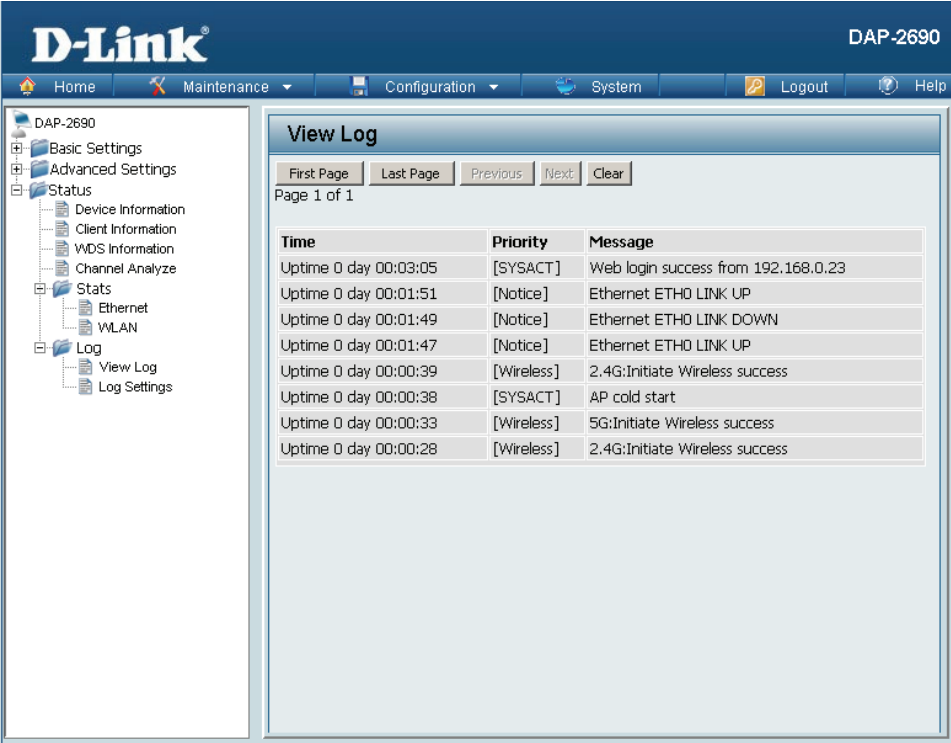 D-Link®
DAP-2690
Home Maintenance Configuration System Logout Help
DAP-2690
Basic Settings
Advanced Settings
Status
Device Information
Client Information
WDS Information
Channel Analyze
Stats
Ethernet
WLAN
Log
View Log
Log Settings
View Log
First Page Last Page Previous Next Clear
Page 1 of 1
Time Priority Message
Uptime 0 day 00:03:05 [SYSACT] Web login success from 192.168.0.23
Uptime 0 day 00:01:51 [Notice] Ethernet ETH0 LINK UP
Uptime 0 day 00:01:49 [Notice] Ethernet ETH0 LINK DOWN
Uptime 0 day 00:01:47 [Notice] Ethernet ETH0 LINK UP
Uptime 0 day 00:00:39 [Wireless] 2.4G:Initiate Wireless success
Uptime 0 day 00:00:38 [SYSACT] AP cold start
Uptime 0 day 00:00:33 [Wireless] 5G:Initiate Wireless success
Uptime 0 day 00:00:28 [Wireless] 2.4G:Initiate Wireless success